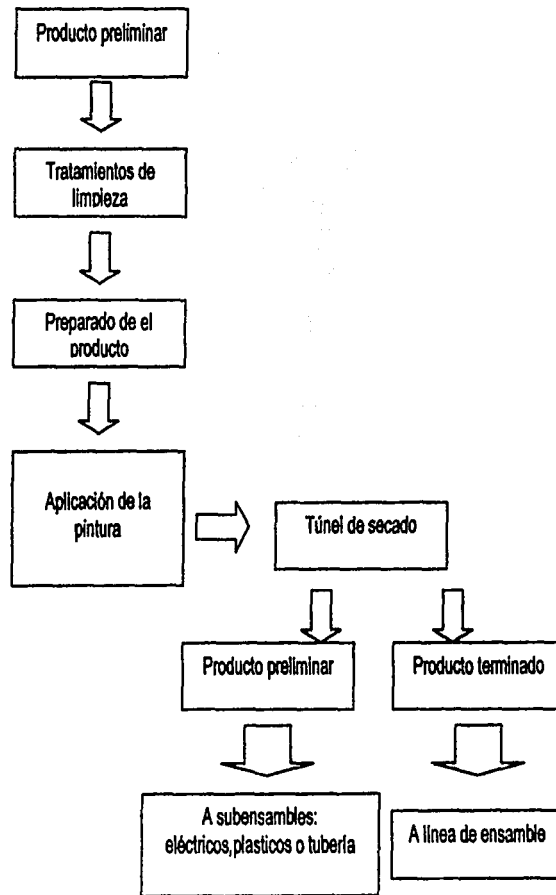 Producto preliminar
Tratamientos de
limpieza
Preparado de el
producto
Aplicación de la
pintura
Túnel de secado
Producto preliminar
Producto terminado
A subensambles:
eléctricos,plasticos o tubería
A linea de ensamble